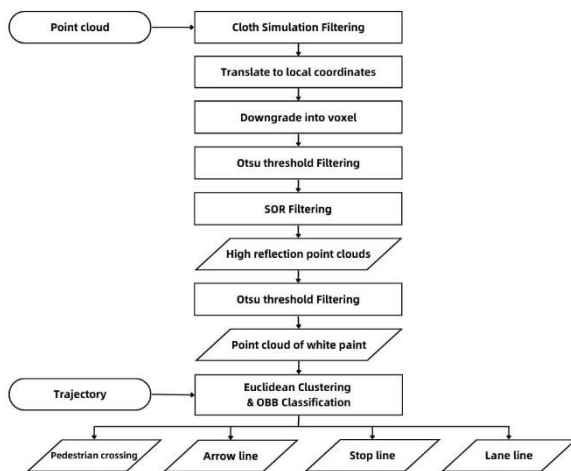 Point cloud
Cloth Simulation Filtering
Translate to local coordinates
Downgrade into voxel
Otsu threshold Filtering
SOR Filtering
High reflection point clouds
Otsu threshold Filtering
Point cloud of white paint
Trajectory
Euclidean Clustering
& OBB Classification
Pedestrian crossing
Arrow line
Stop line
Lane line